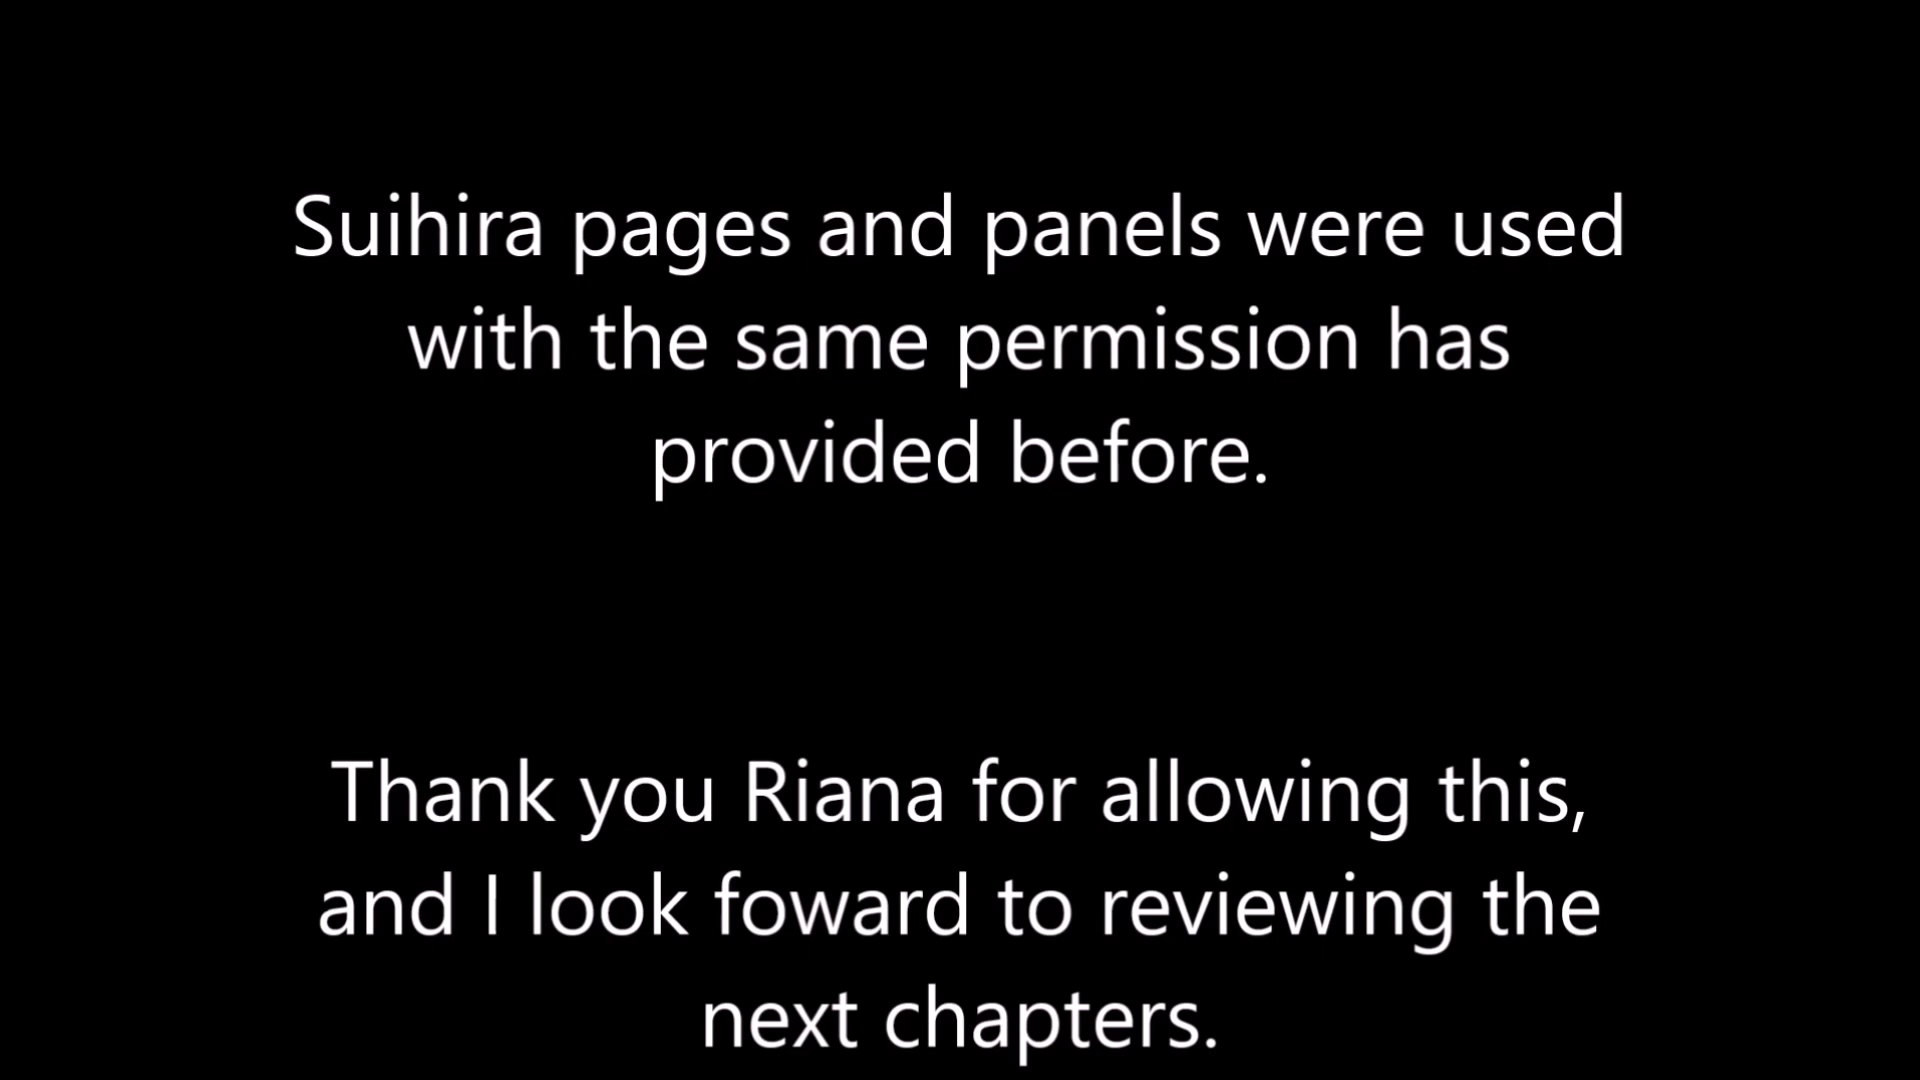 Suihira pages and panels were used
with the same permission has
provided before.
Thank you Riana for allowing this,
and I look foward to reviewing the
next chapters.